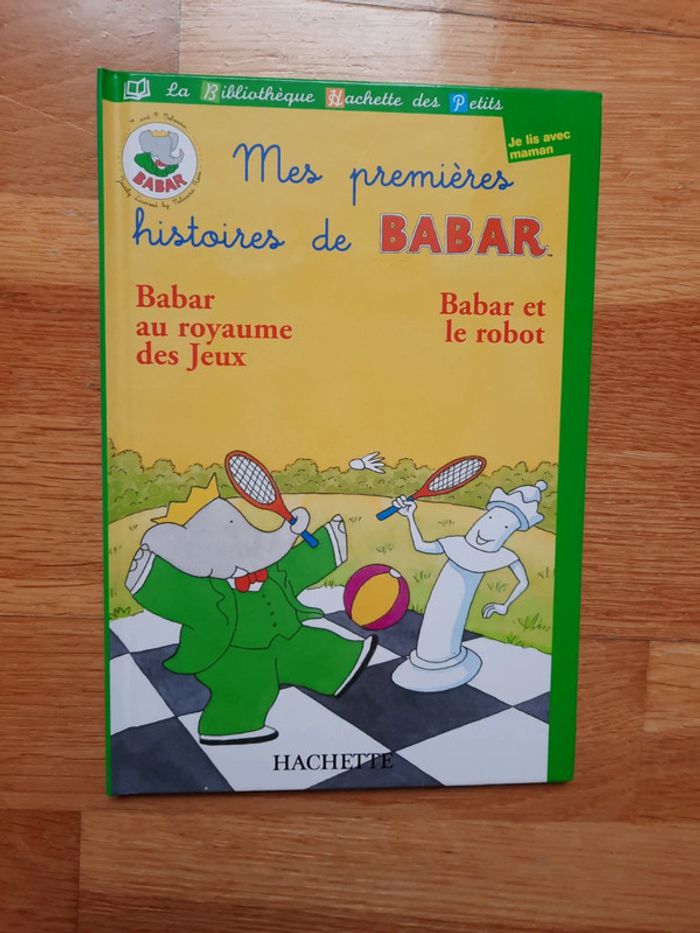 La Bibliothèque Hachette des Petits
Je lis avec
maman
BABAR
Mes premières
histoires de BABAR
Babar
au royaume
des Jeux
Babar et
le robot
HACHETTE